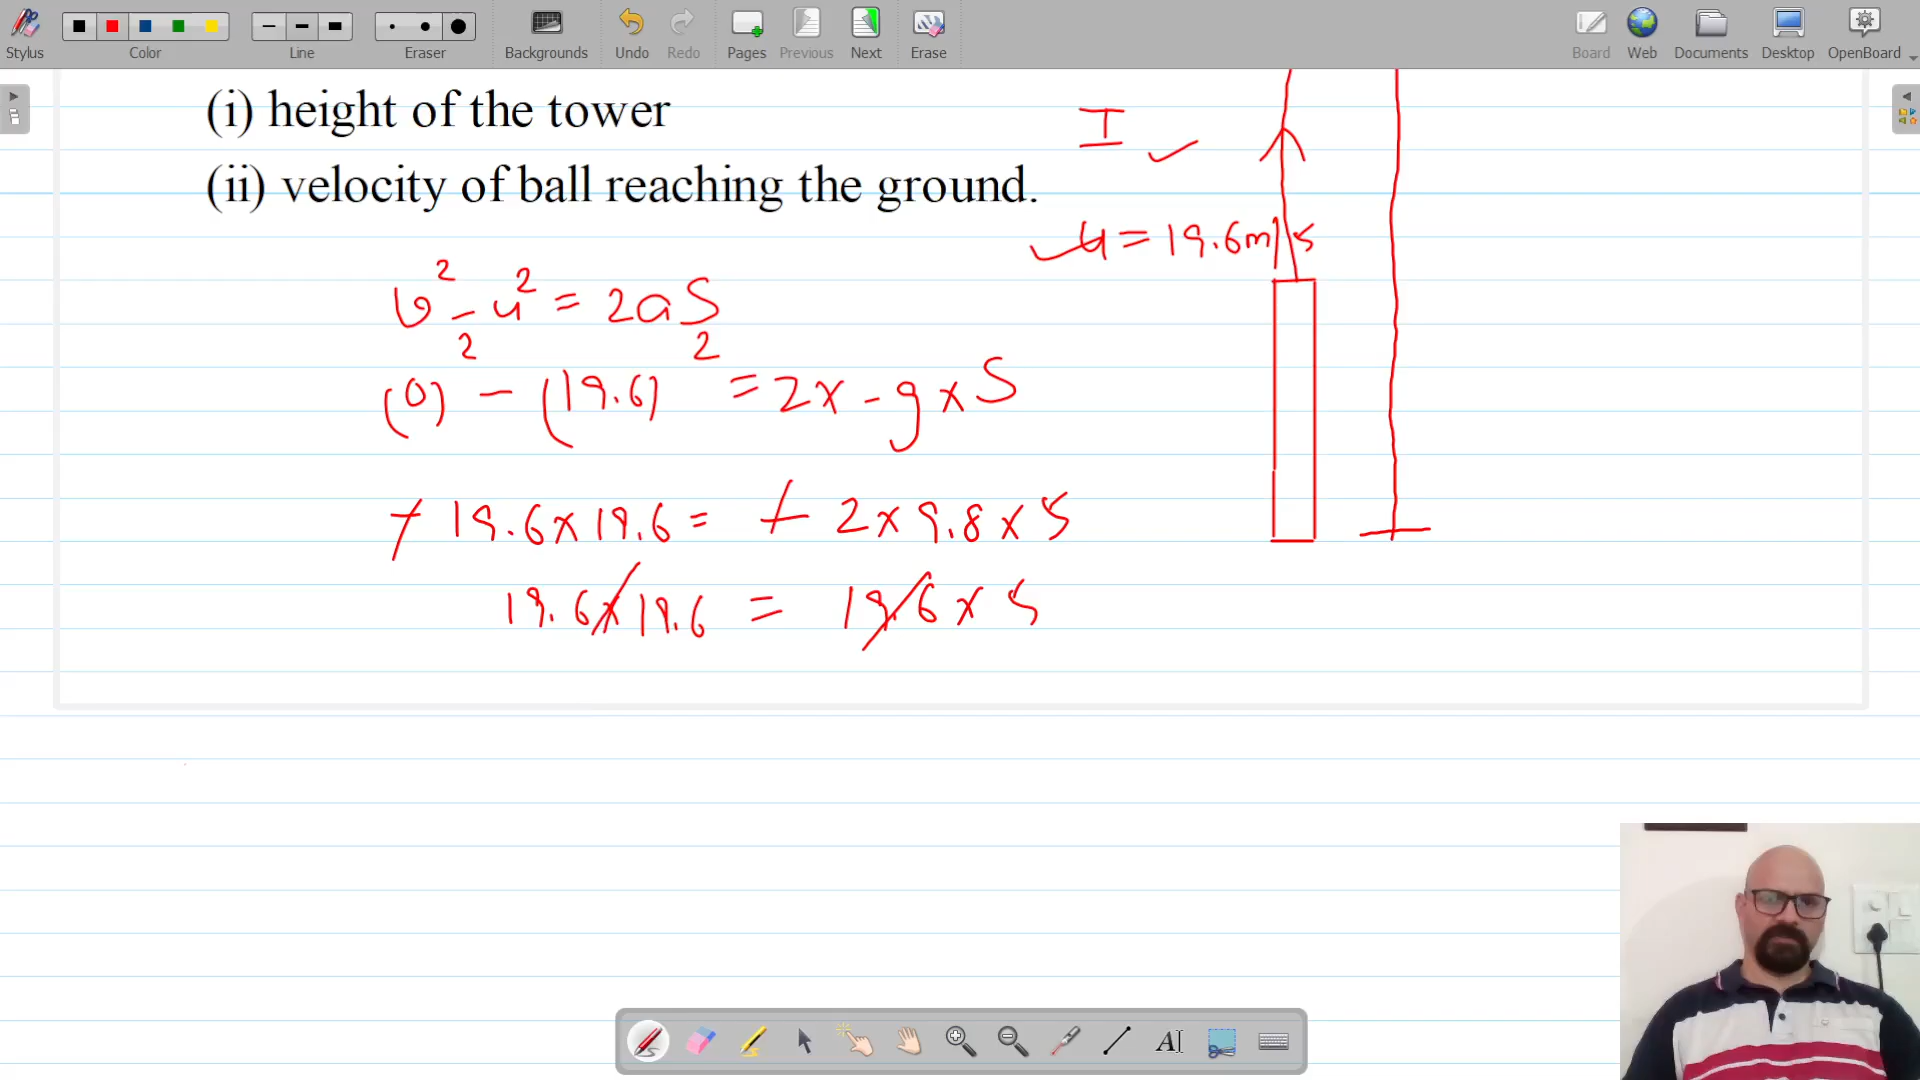 Stylus Color Line Eraser Backgrounds Undo Redo Pages Previous Next Erase Board Web Documents Desktop OpenBoard
(i) height of the tower
(ii) velocity of ball reaching the ground.
I
u = 19.6m/s
v² - u² = 2aS
(0)² - (19.6)² = 2x - g x S
- 19.6 x 19.6 = - 2 x 9.8 x S
19.6 x 19.6 = 19.6 x S